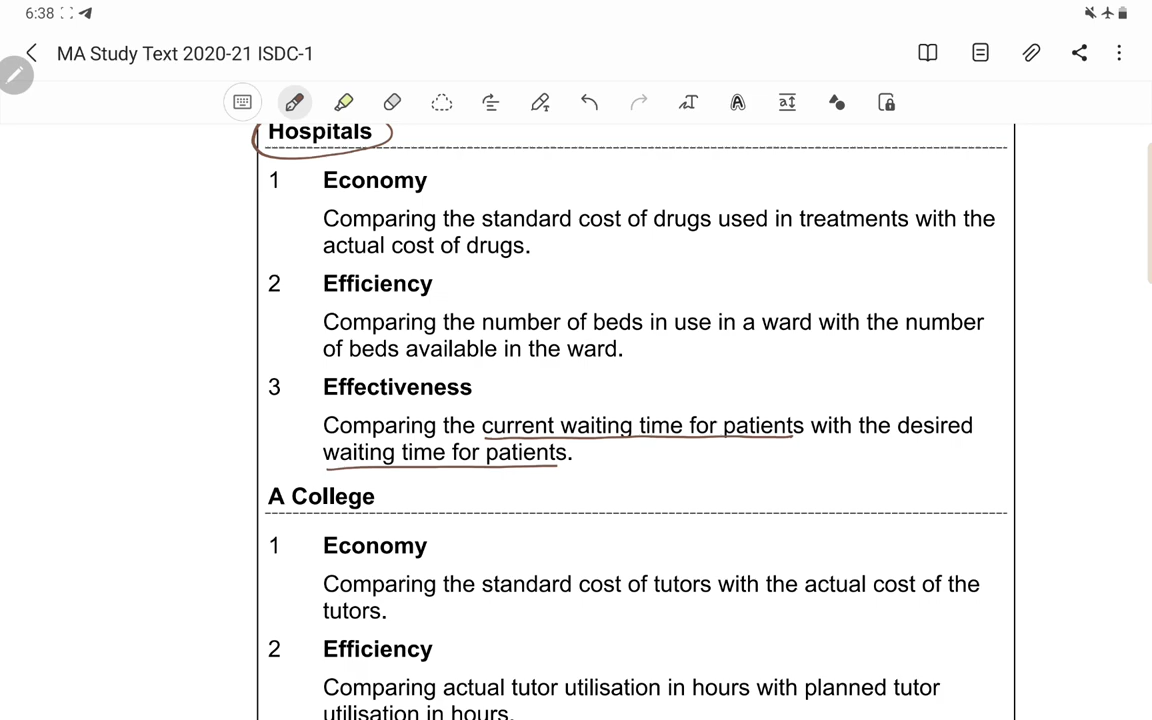 6:38
MA Study Text 2020-21 ISDC-1
Hospitals
1 Economy
Comparing the standard cost of drugs used in treatments with the
actual cost of drugs.
2 Efficiency
Comparing the number of beds in use in a ward with the number
of beds available in the ward.
3 Effectiveness
Comparing the current waiting time for patients with the desired
waiting time for patients.
A College
1 Economy
Comparing the standard cost of tutors with the actual cost of the
tutors.
2 Efficiency
Comparing actual tutor utilisation in hours with planned tutor
utilisation in hours.